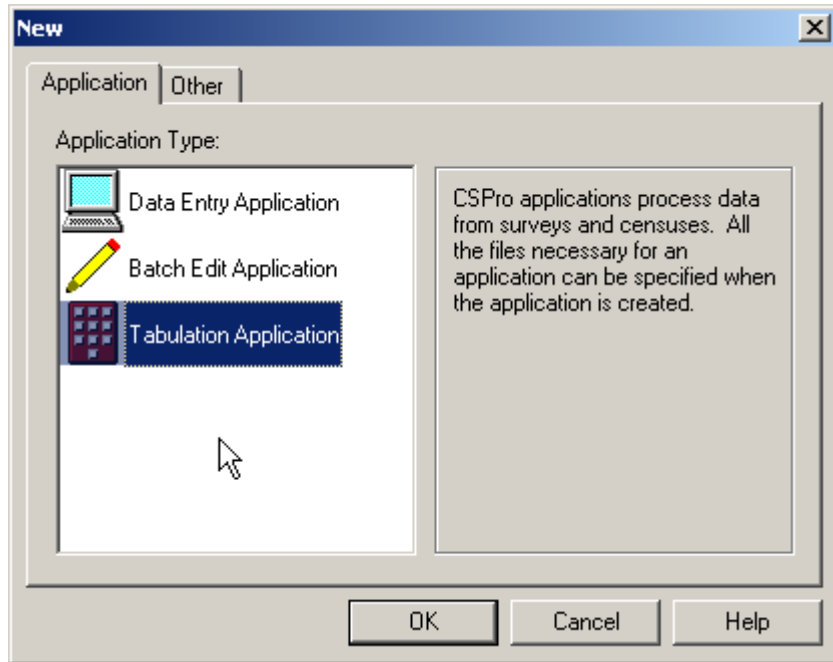 New
Application
Other
Application Type:
Data Entry Application
Batch Edit Application
Tabulation Application
CSPro applications process data
from surveys and censuses.  All
the files necessary for an
application can be specified when
the application is created.
OK
Cancel
Help